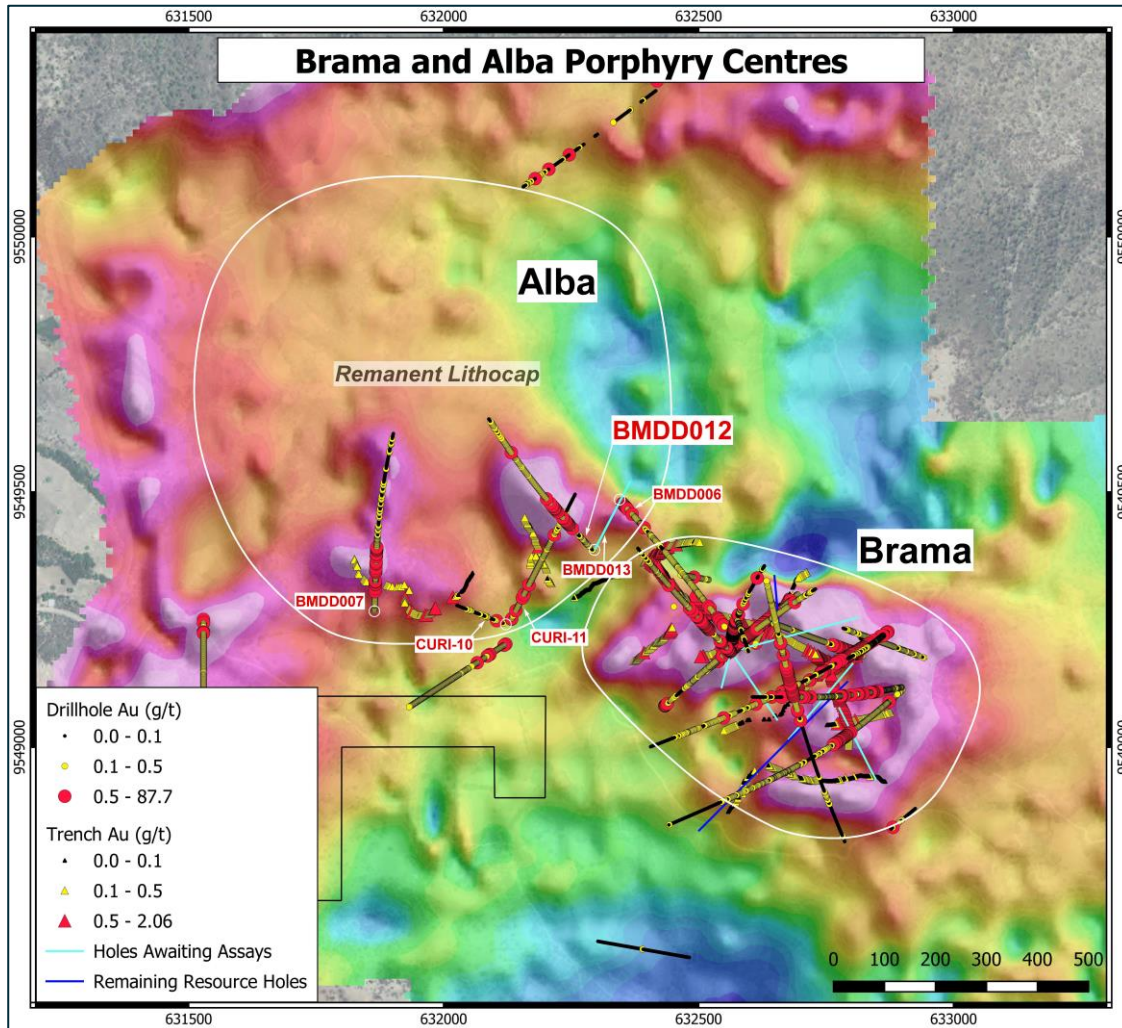 631500
632000
632500
633000
Brama and Alba Porphyry Centres
9550000
9550000
Alba
Remanent Lithocap
BMDD012
9549500
9549500
BMDD006
Brama
BMDD013
BMDD007
CURI-10
CURI-11
9549000
9549000
Drillhole Au (g/t)
0.0 - 0.1
0.1 - 0.5
0.5 - 87.7
Trench Au (g/t)
0.0 - 0.1
0.1 - 0.5
0.5 - 2.06
Holes Awaiting Assays
Remaining Resource Holes
0 100 200 300 400 500
631500
632000
632500
633000